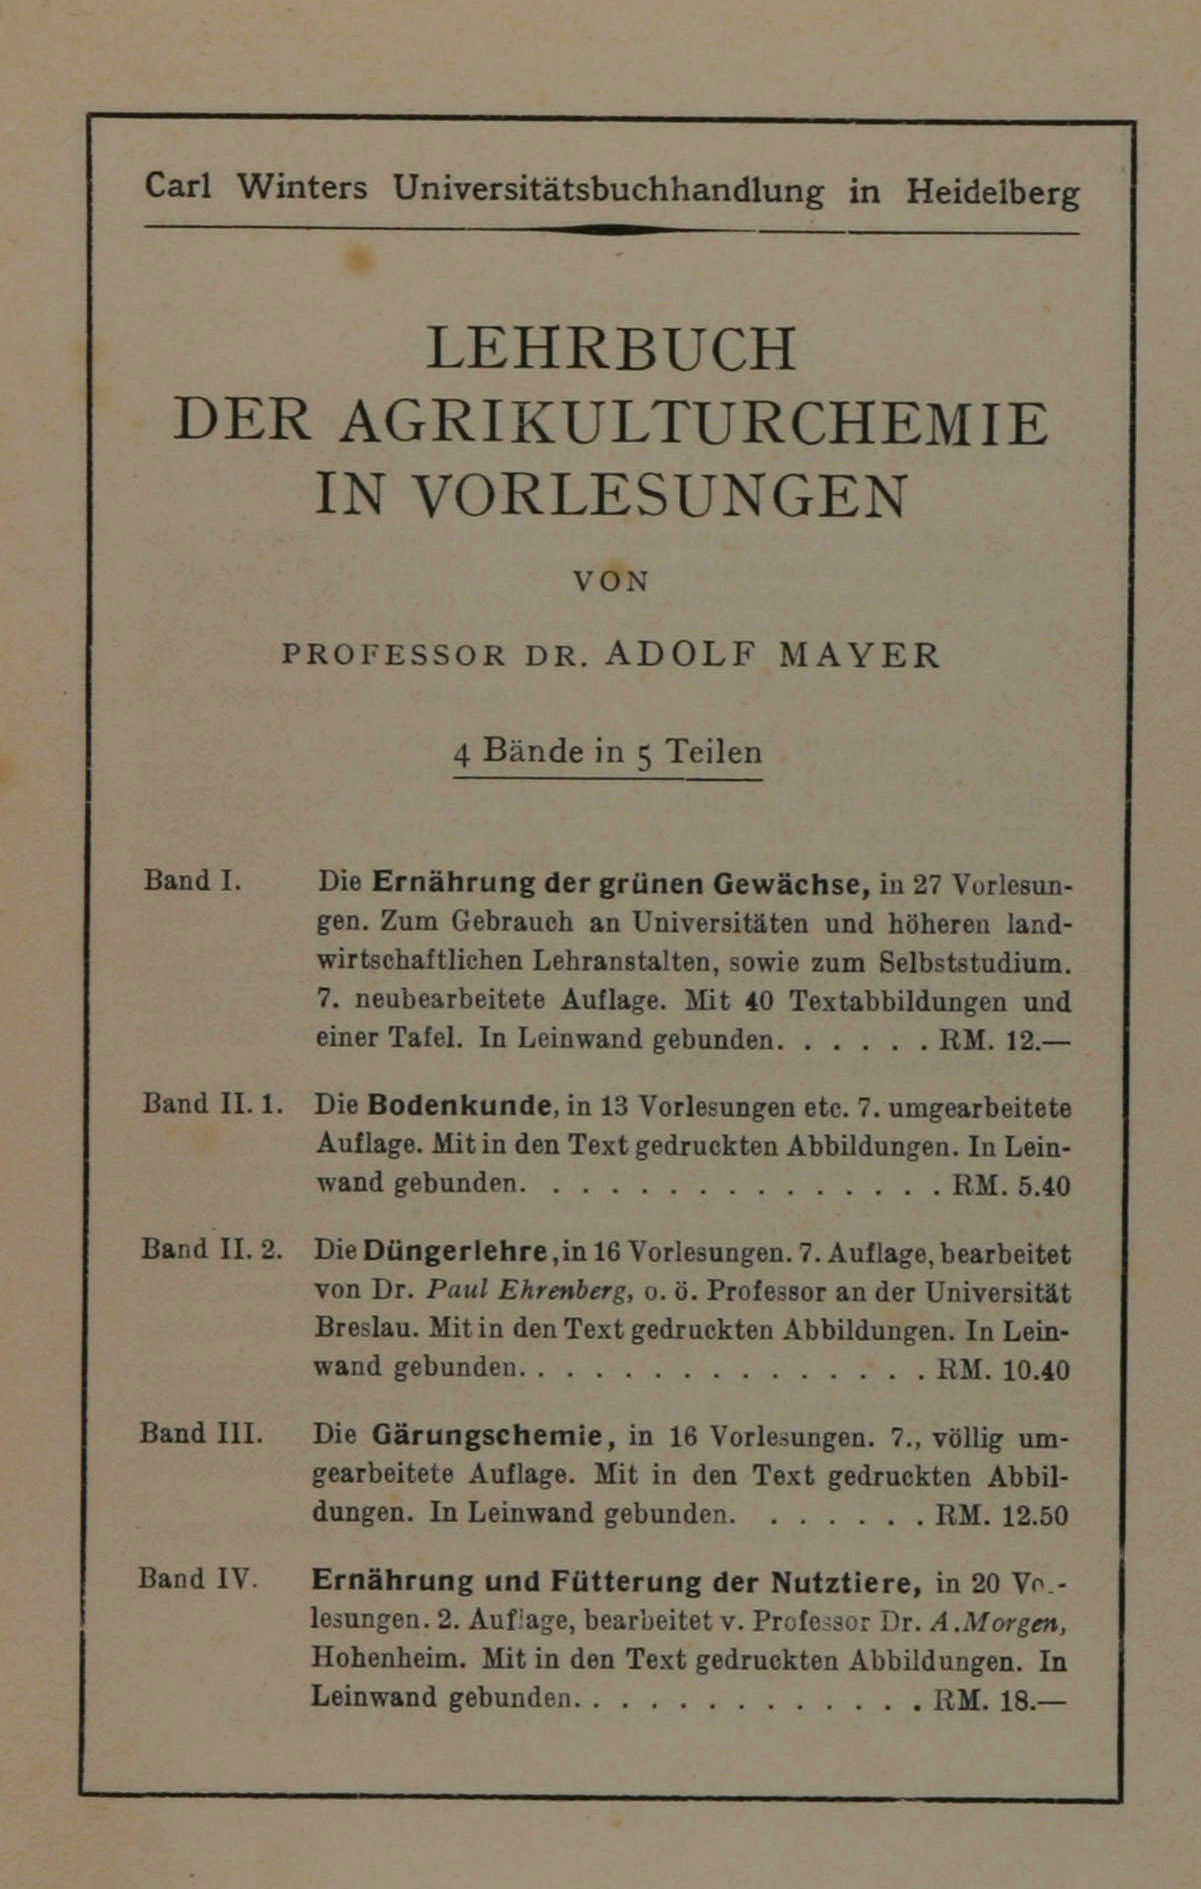 Carl Winters Universitätsbuchhandlung in Heidelberg
LEHRBUCH
DER AGRIKULTURCHEMIE
IN VORLESUNGEN
VON
PROFESSOR DR. ADOLF MAYER
4 Bände in 5 Teilen
Band I. Die Ernährung der grünen Gewächse, in 27 Vorlesun-
gen. Zum Gebrauch an Universitäten und höheren land-
wirtschaftlichen Lehranstalten, sowie zum Selbststudium.
7. neubearbeitete Auflage. Mit 40 Textabbildungen und
einer Tafel. In Leinwand gebunden. . . . . . . RM. 12.—
Band II. 1. Die Bodenkunde, in 13 Vorlesungen etc. 7. umgearbeitete
Auflage. Mit in den Text gedruckten Abbildungen. In Lein-
wand gebunden. . . . . . . . . . . . . . . . RM. 5.40
Band II. 2. Die Düngerlehre, in 16 Vorlesungen. 7. Auflage, bearbeitet
von Dr. Paul Ehrenberg, o. ö. Professor an der Universität
Breslau. Mit in den Text gedruckten Abbildungen. In Lein-
wand gebunden. . . . . . . . . . . . . . . RM. 10.40
Band III. Die Gärungschemie, in 16 Vorlesungen. 7., völlig um-
gearbeitete Auflage. Mit in den Text gedruckten Abbil-
dungen. In Leinwand gebunden. . . . . . . . RM. 12.50
Band IV. Ernährung und Fütterung der Nutztiere, in 20 Vor-
lesungen. 2. Auflage, bearbeitet v. Professor Dr. A. Morgen,
Hohenheim. Mit in den Text gedruckten Abbildungen. In
Leinwand gebunden. . . . . . . . . . . . . RM. 18.—